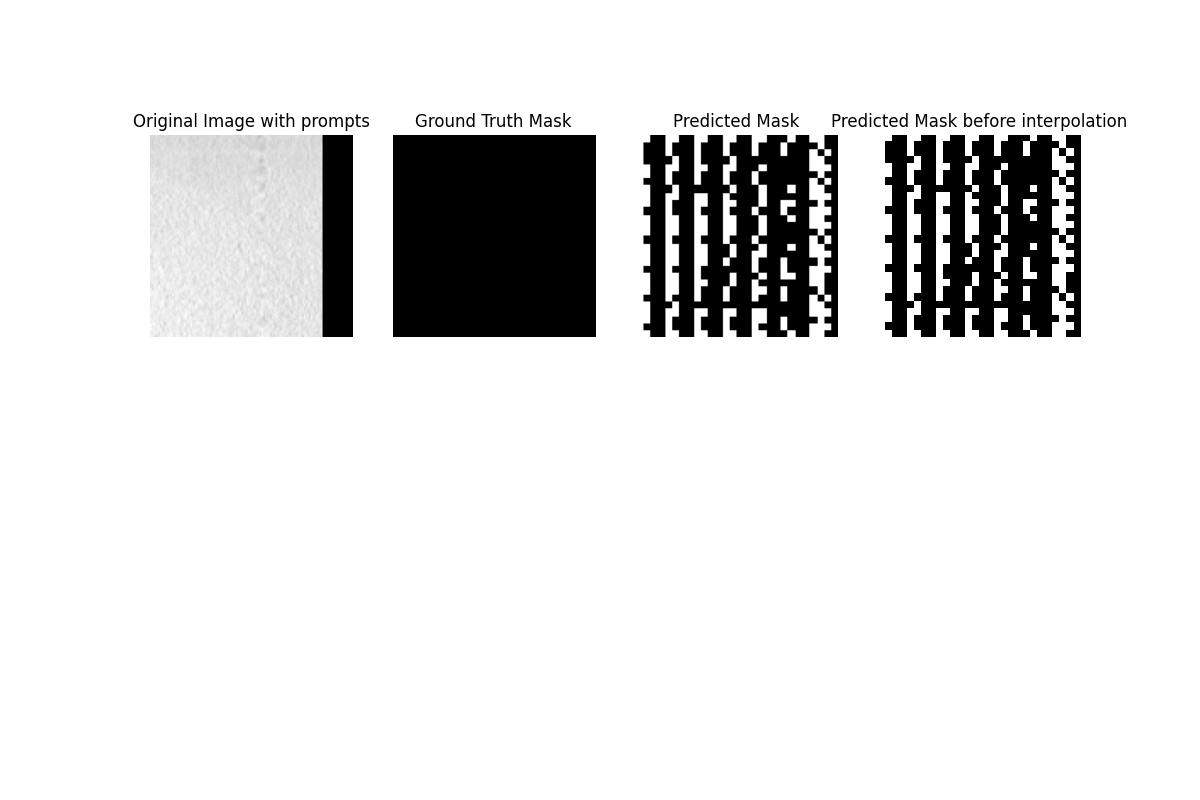 Original Image with prompts
Ground Truth Mask
Predicted Mask
Predicted Mask before interpolation